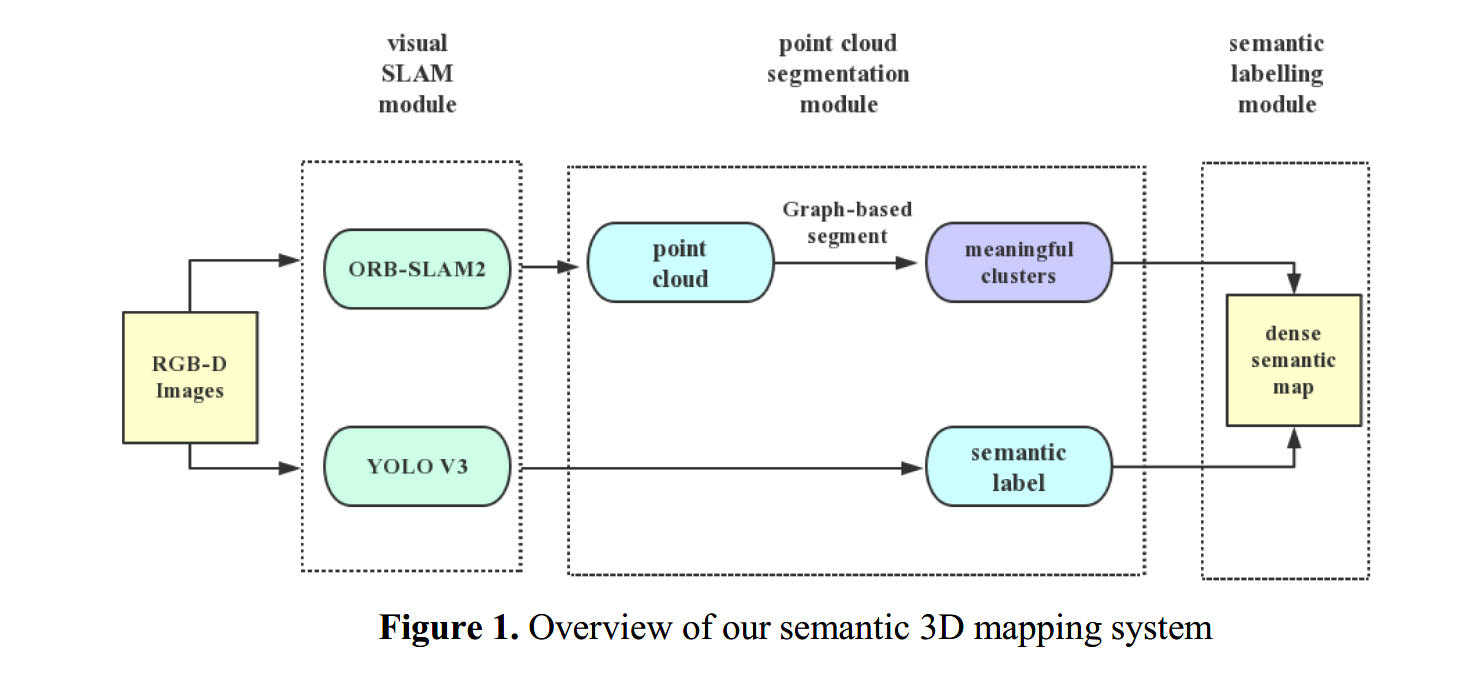 visual
SLAM
module
point cloud
segmentation
module
semantic
labelling
module
RGB-D
Images
ORB-SLAM2
point
cloud
Graph-based
segment
meaningful
clusters
dense
semantic
map
YOLO V3
semantic
label
Figure 1. Overview of our semantic 3D mapping system